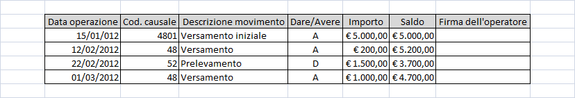 Data operazione Cod. causale Descrizione movimento Dare/Avere Importo Saldo Firma dell'operatore
15/01/012 4801 Versamento iniziale A € 5.000,00 € 5.000,00
12/02/2012 48 Versamento A € 200,00 € 5.200,00
22/02/2012 52 Prelevamento D € 1.500,00 € 3.700,00
01/03/2012 48 Versamento A € 1.000,00 € 4.700,00